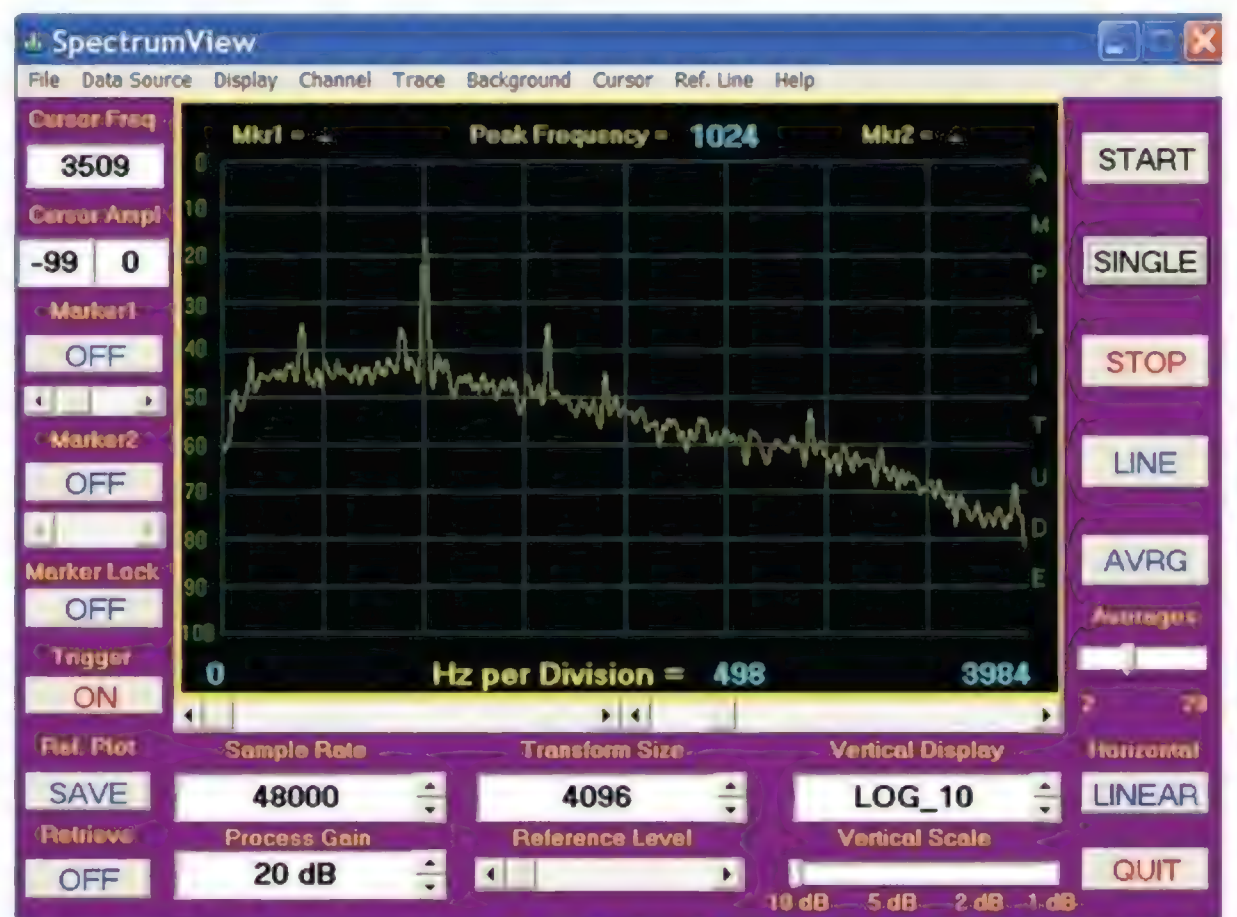 SpectrumView
File Data Source Display Channel Trace Background Cursor Ref. Line Help
Cursor Freq
3509
Cursor Ampl
-99 0
Marker1
OFF
Marker2
OFF
Marker Lock
OFF
Trigger
ON
Ref. Plot
SAVE
Retrieve
OFF
Mkr1 = Peak Frequency = 1024 Mkr2 =
0
10
20
30
40
50
60
70
80
90
100
A
M
P
L
I
T
U
D
E
0 Hz per Division = 498 3984
Sample Rate Transform Size Vertical Display
48000 4096 LOG_10
Process Gain Reference Level Vertical Scale
20 dB
10 dB 5 dB 2 dB 1 dB
START
SINGLE
STOP
LINE
AVRG
Averages
Horizontal
LINEAR
QUIT